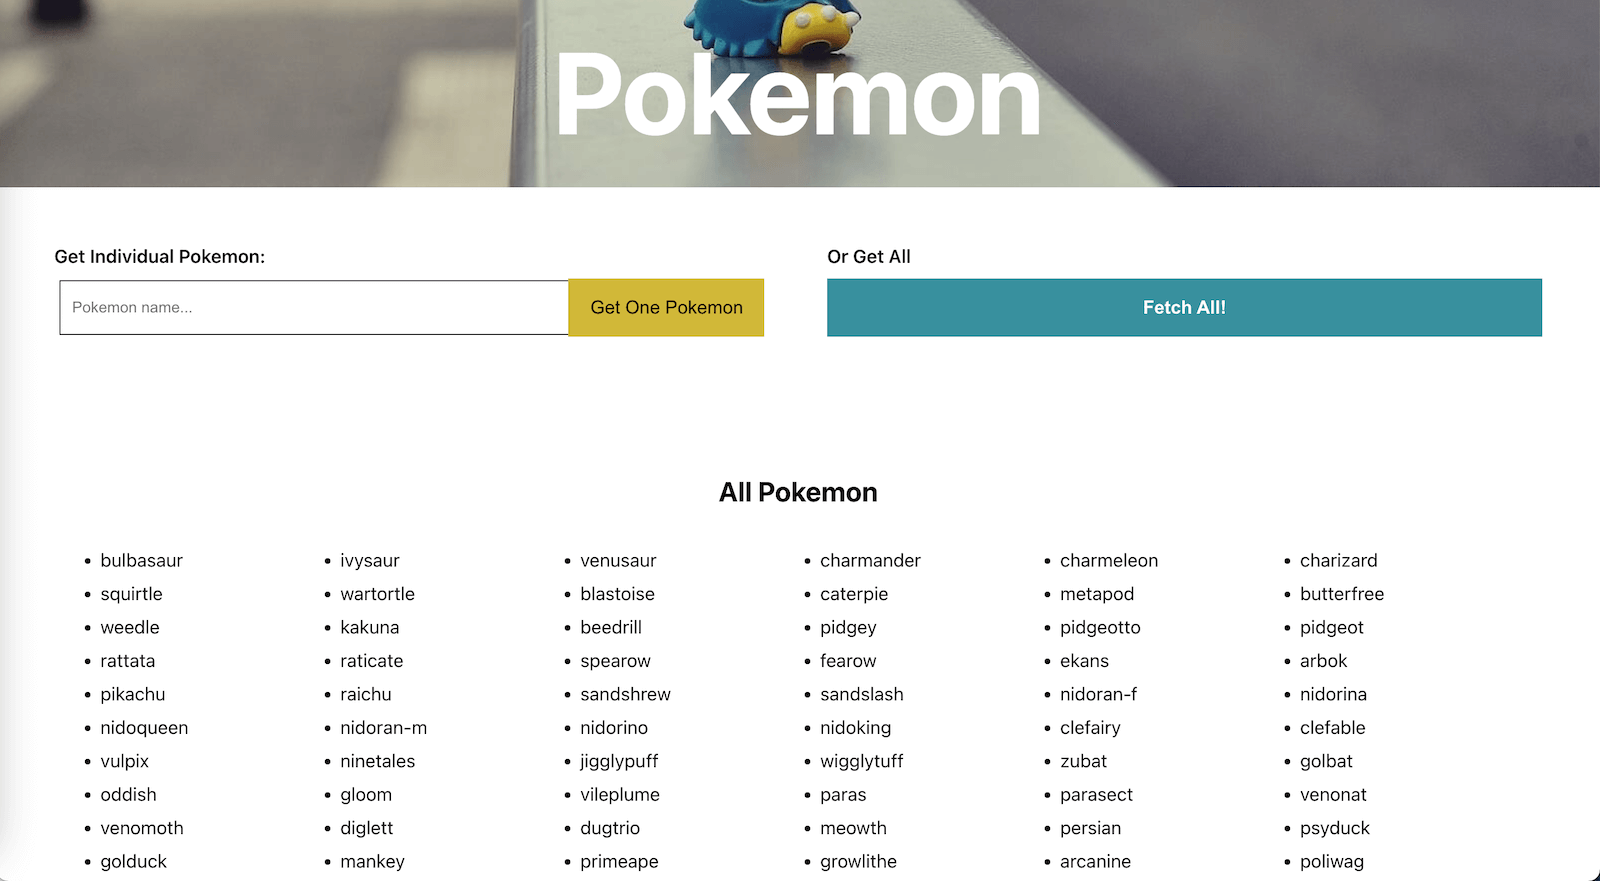 Pokemon
Get Individual Pokemon:
Or Get All
Pokemon name...
Get One Pokemon
Fetch All!
All Pokemon
• bulbasaur • ivysaur • venusaur • charmander • charmeleon • charizard
• squirtle • wartortle • blastoise • caterpie • metapod • butterfree
• weedle • kakuna • beedrill • pidgey • pidgeotto • pidgeot
• rattata • raticate • spearow • fearow • ekans • arbok
• pikachu • raichu • sandshrew • sandslash • nidoran-f • nidorina
• nidoqueen • nidoran-m • nidorino • nidoking • clefairy • clefable
• vulpix • ninetales • jigglypuff • wigglytuff • zubat • golbat
• oddish • gloom • vileplume • paras • parasect • venonat
• venomoth • diglett • dugtrio • meowth • persian • psyduck
• golduck • mankey • primeape • growlithe • arcanine • poliwag